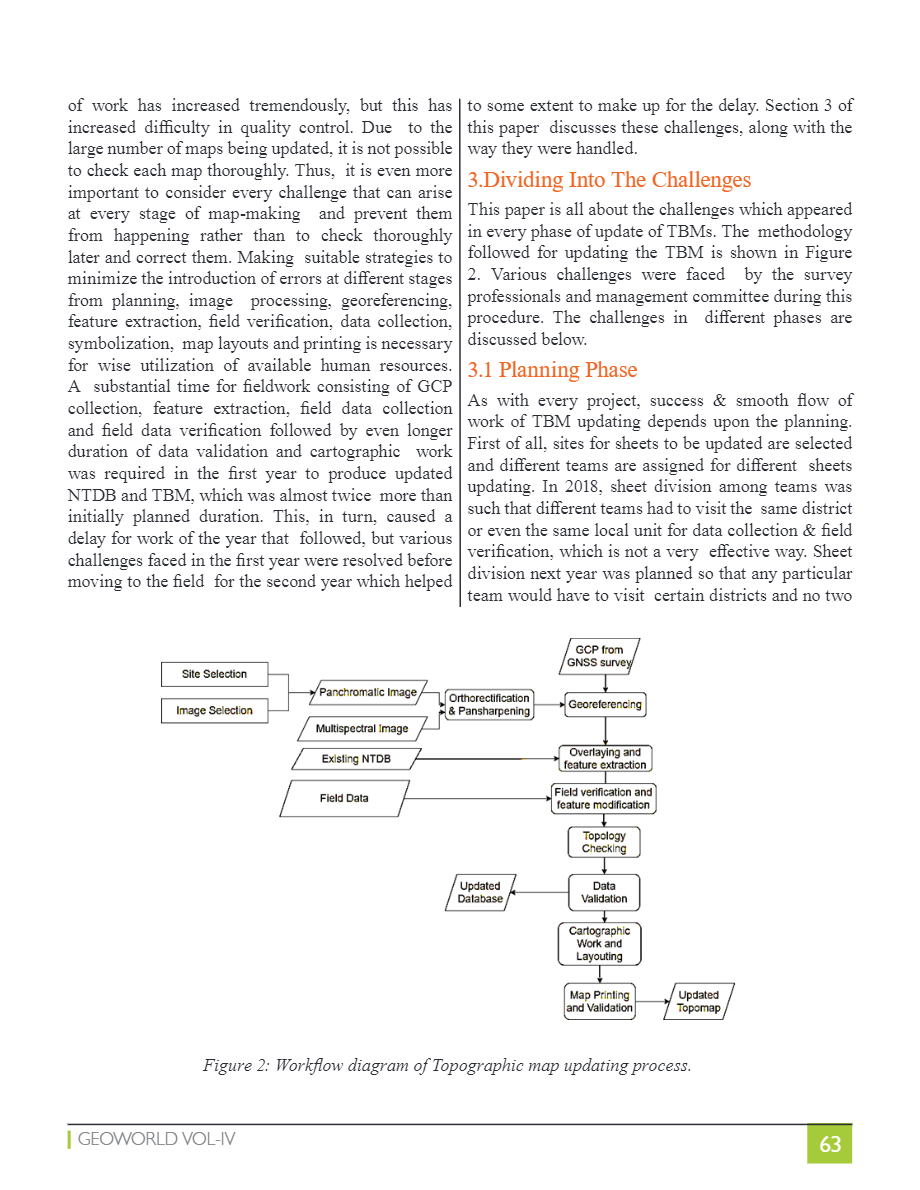 of work has increased tremendously, but this has
increased difficulty in quality control. Due to the
large number of maps being updated, it is not possible
to check each map thoroughly. Thus, it is even more
important to consider every challenge that can arise
at every stage of map-making and prevent them
from happening rather than to check thoroughly
later and correct them. Making suitable strategies to
minimize the introduction of errors at different stages
from planning, image processing, georeferencing,
feature extraction, field verification, data collection,
symbolization, map layouts and printing is necessary
for wise utilization of available human resources.
A substantial time for fieldwork consisting of GCP
collection, feature extraction, field data collection
and field data verification followed by even longer
duration of data validation and cartographic work
was required in the first year to produce updated
NTDB and TBM, which was almost twice more than
initially planned duration. This, in turn, caused a
delay for work of the year that followed, but various
challenges faced in the first year were resolved before
moving to the field for the second year which helped
to some extent to make up for the delay. Section 3 of
this paper discusses these challenges, along with the
way they were handled.
3.Dividing Into The Challenges
This paper is all about the challenges which appeared
in every phase of update of TBMs. The methodology
followed for updating the TBM is shown in Figure
2. Various challenges were faced by the survey
professionals and management committee during this
procedure. The challenges in different phases are
discussed below.
3.1 Planning Phase
As with every project, success & smooth flow of
work of TBM updating depends upon the planning.
First of all, sites for sheets to be updated are selected
and different teams are assigned for different sheets
updating. In 2018, sheet division among teams was
such that different teams had to visit the same district
or even the same local unit for data collection & field
verification, which is not a very effective way. Sheet
division next year was planned so that any particular
team would have to visit certain districts and no two
GCP from
GNSS survey
Site Selection
Image Selection
Panchromatic Image
Multispectral Image
Orthorectification
& Pansharpening
Georeferencing
Existing NTDB
Overlaying and
feature extraction
Field Data
Field verification and
feature modification
Topology
Checking
Updated
Database
Data
Validation
Cartographic
Work and
Layouting
Map Printing
and Validation
Updated
Topomap
Figure 2: Workflow diagram of Topographic map updating process.
GEOWORLD VOL-IV
63